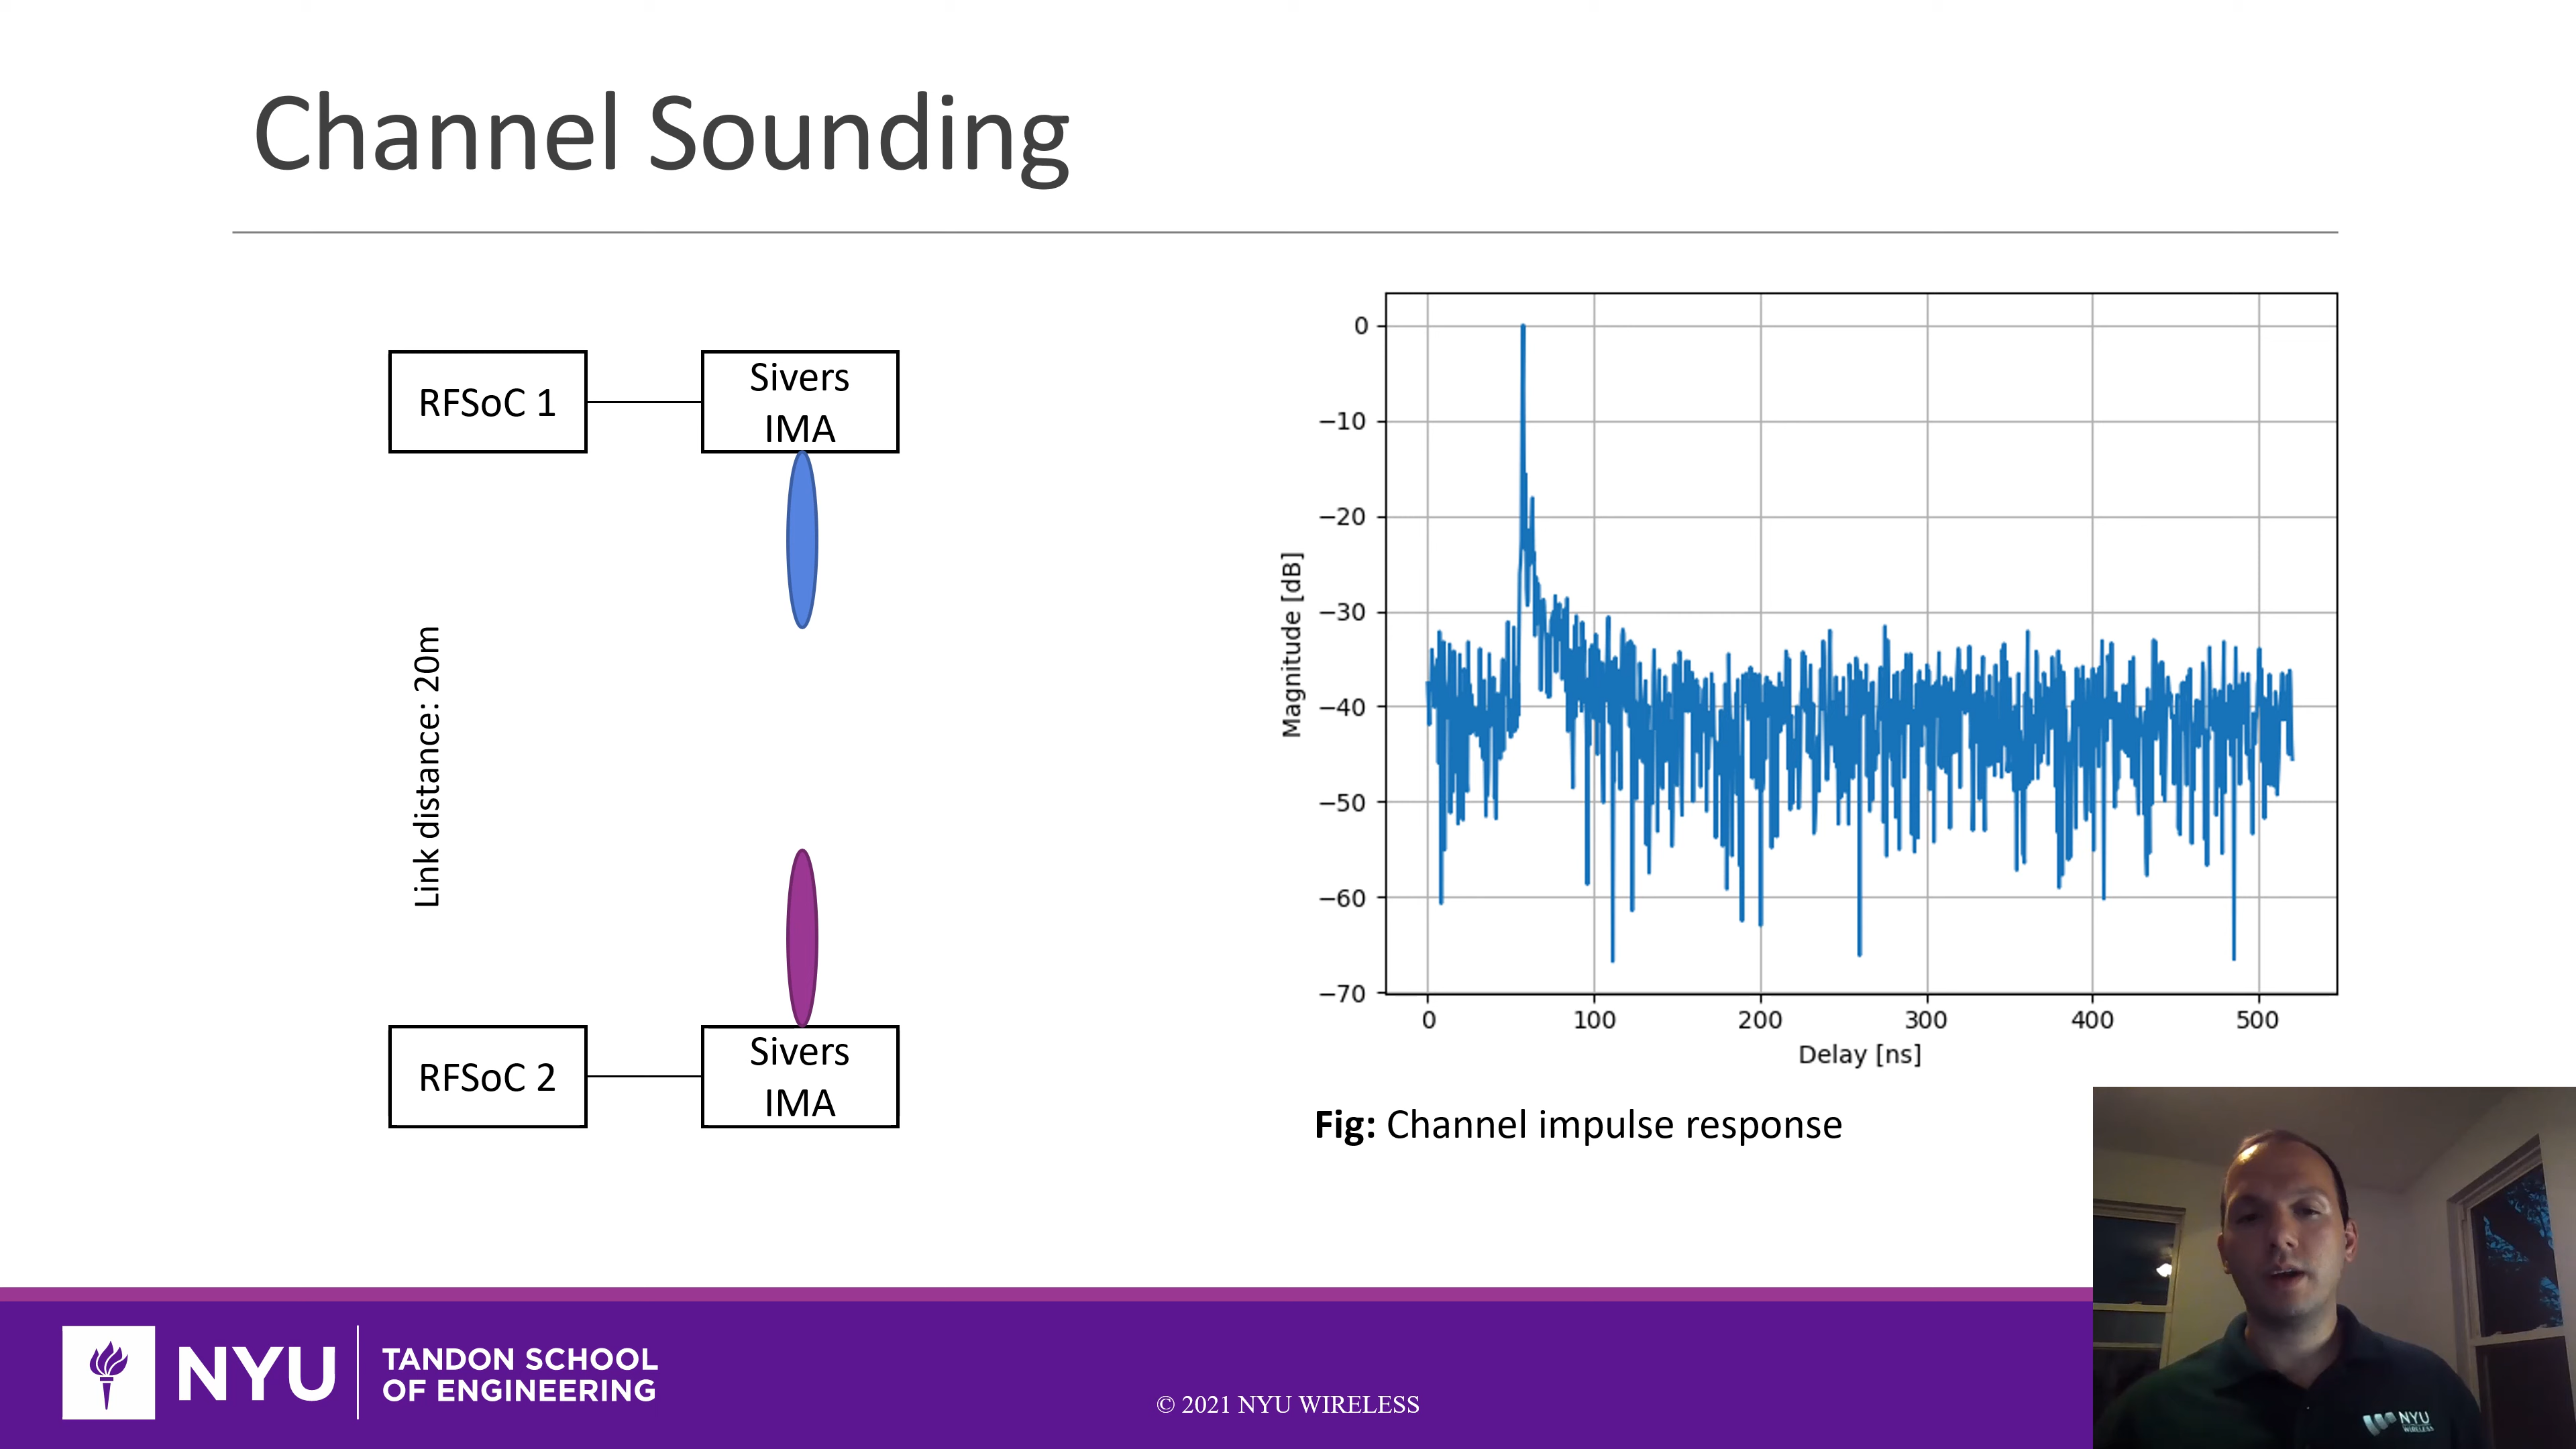 Channel Sounding
RFSoC 1
Sivers
IMA
Link distance: 20m
RFSoC 2
Sivers
IMA
0
−10
−20
−30
−40
−50
−60
−70
Magnitude [dB]
0 100 200 300 400 500
Delay [ns]
Fig: Channel impulse response
NYU
TANDON SCHOOL
OF ENGINEERING
© 2021 NYU WIRELESS
NYU
WIRELESS